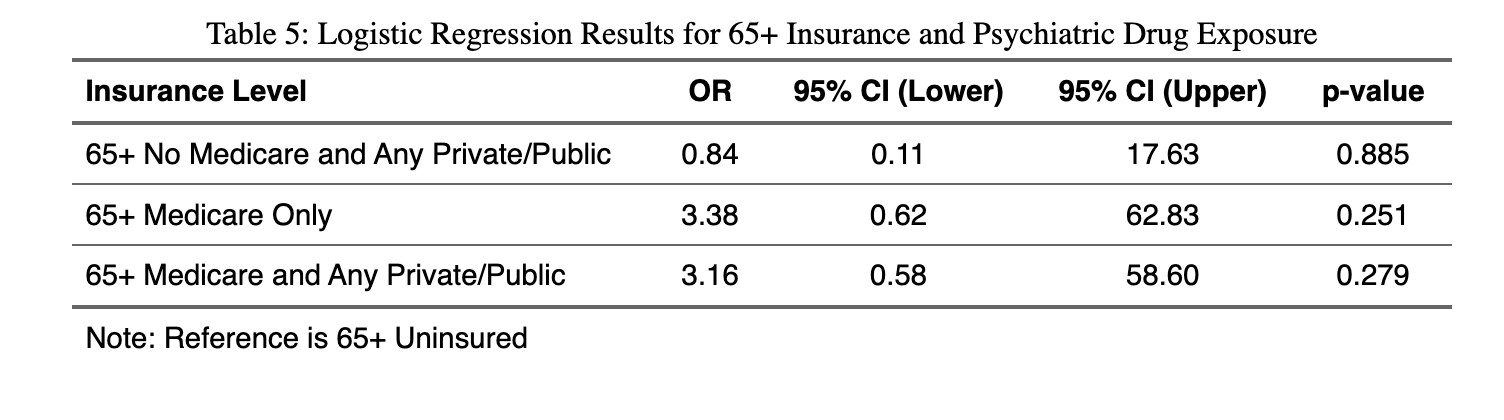 Table 5: Logistic Regression Results for 65+ Insurance and Psychiatric Drug Exposure
Insurance Level OR 95% CI (Lower) 95% CI (Upper) p-value
65+ No Medicare and Any Private/Public 0.84 0.11 17.63 0.885
65+ Medicare Only 3.38 0.62 62.83 0.251
65+ Medicare and Any Private/Public 3.16 0.58 58.60 0.279
Note: Reference is 65+ Uninsured